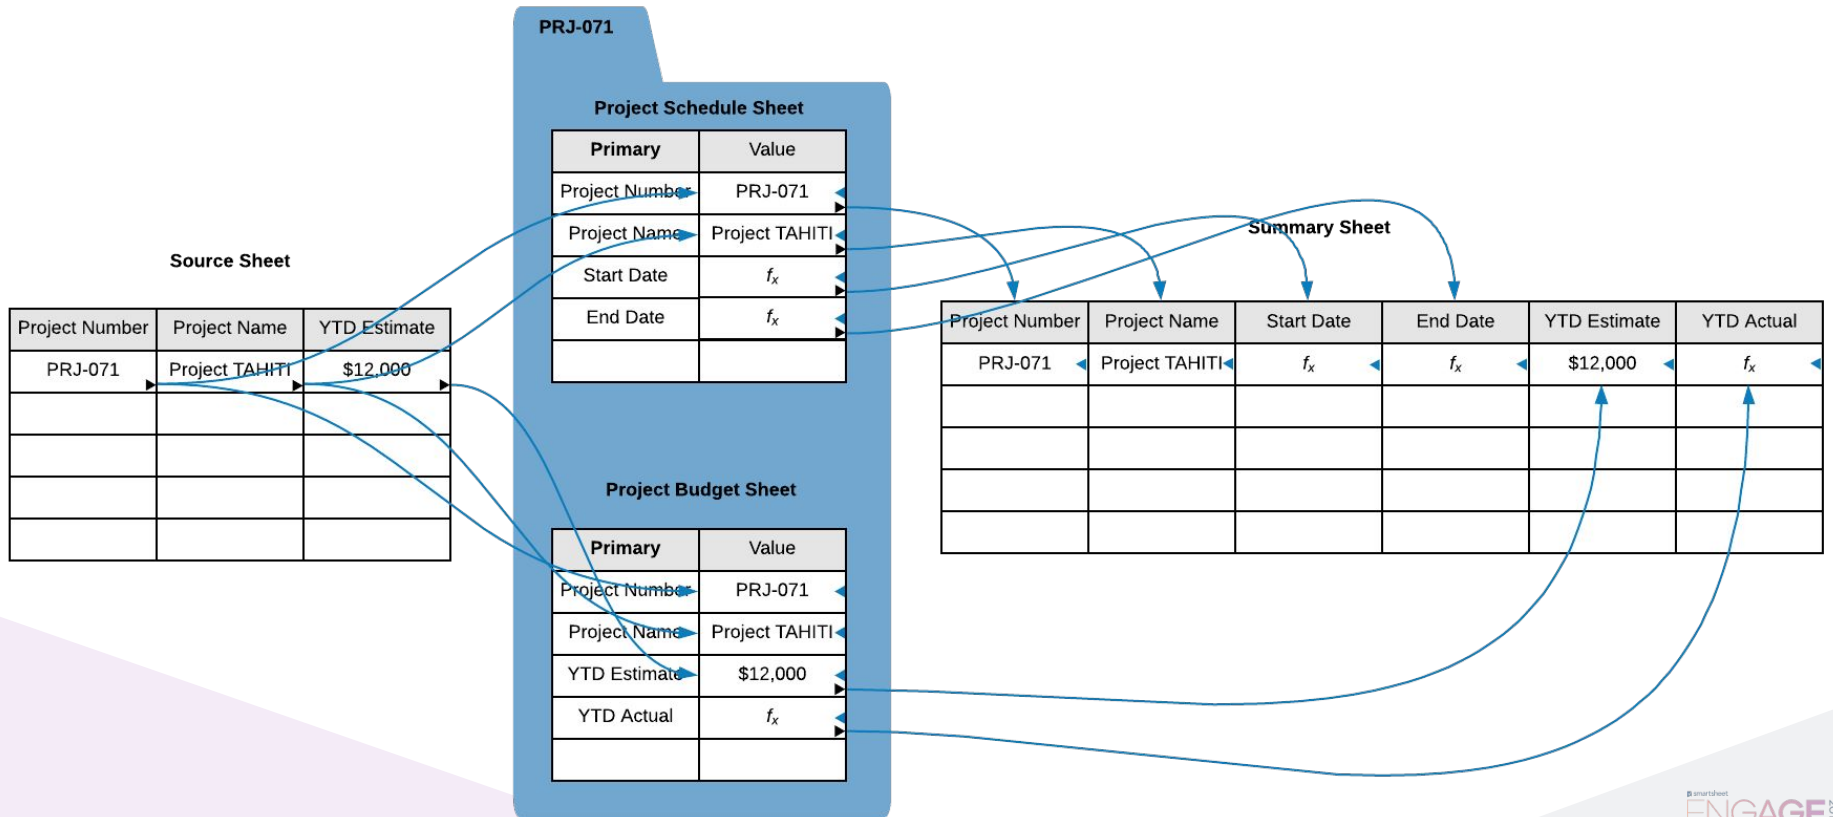 PRJ-071
Project Schedule Sheet
Primary Value
Project Number PRJ-071
Project Name Project TAHITI
Start Date fx
End Date fx
Source Sheet
Project Number Project Name YTD Estimate
PRJ-071 Project TAHITI $12,000
Project Budget Sheet
Primary Value
Project Number PRJ-071
Project Name Project TAHITI
YTD Estimate $12,000
YTD Actual fx
Summary Sheet
Project Number Project Name Start Date End Date YTD Estimate YTD Actual
PRJ-071 Project TAHITI fx fx $12,000 fx
smartsheet
ENGAGE